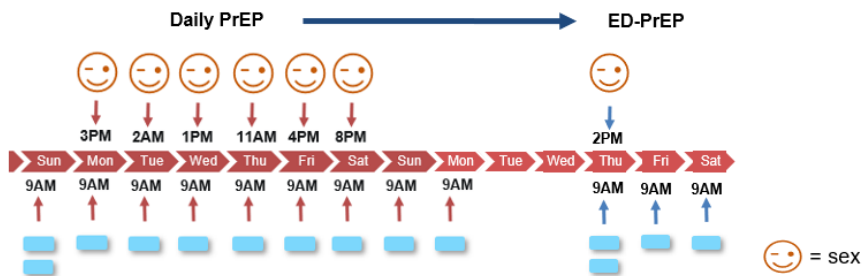 Daily PrEP ED-PrEP
3PM 2AM 1PM 11AM 4PM 8PM 2PM
Sun Mon Tue Wed Thu Fri Sat Sun Mon Tue Wed Thu Fri Sat
9AM 9AM 9AM 9AM 9AM 9AM 9AM 9AM 9AM 9AM 9AM 9AM
= sex